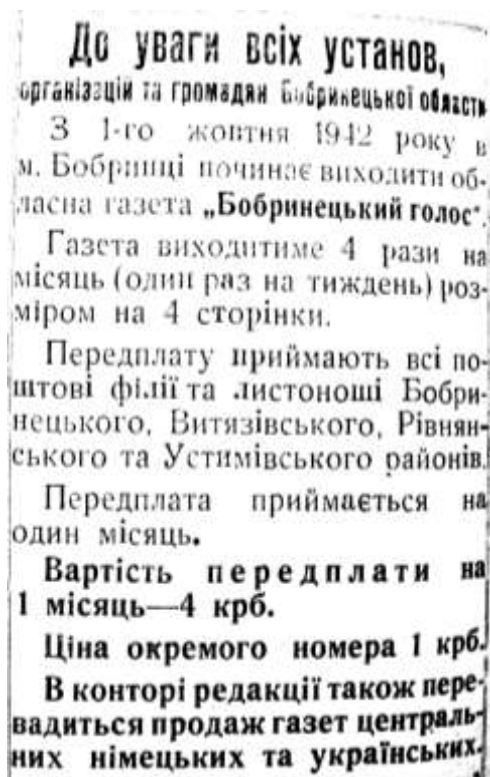 До уваги всіх установ,
організацій та громадян Бобринецької области
З 1-го жовтня 1942 року в
м. Бобринці починає виходити об-
ласна газета „Бобринецький голос".
Газета виходитиме 4 рази на
місяць (один раз на тиждень) роз-
міром на 4 сторінки.
Передплату приймають всі по-
штові філії та листоноші Бобри-
нецького, Витязівського, Рівнян-
ського та Устимівського районів.
Передплата приймається на
один місяць.
Вартість передплати на
1 місяць—4 крб.
Ціна окремого номера 1 крб.
В конторі редакції також пере-
вадиться продаж газет централь-
них німецьких та українських.